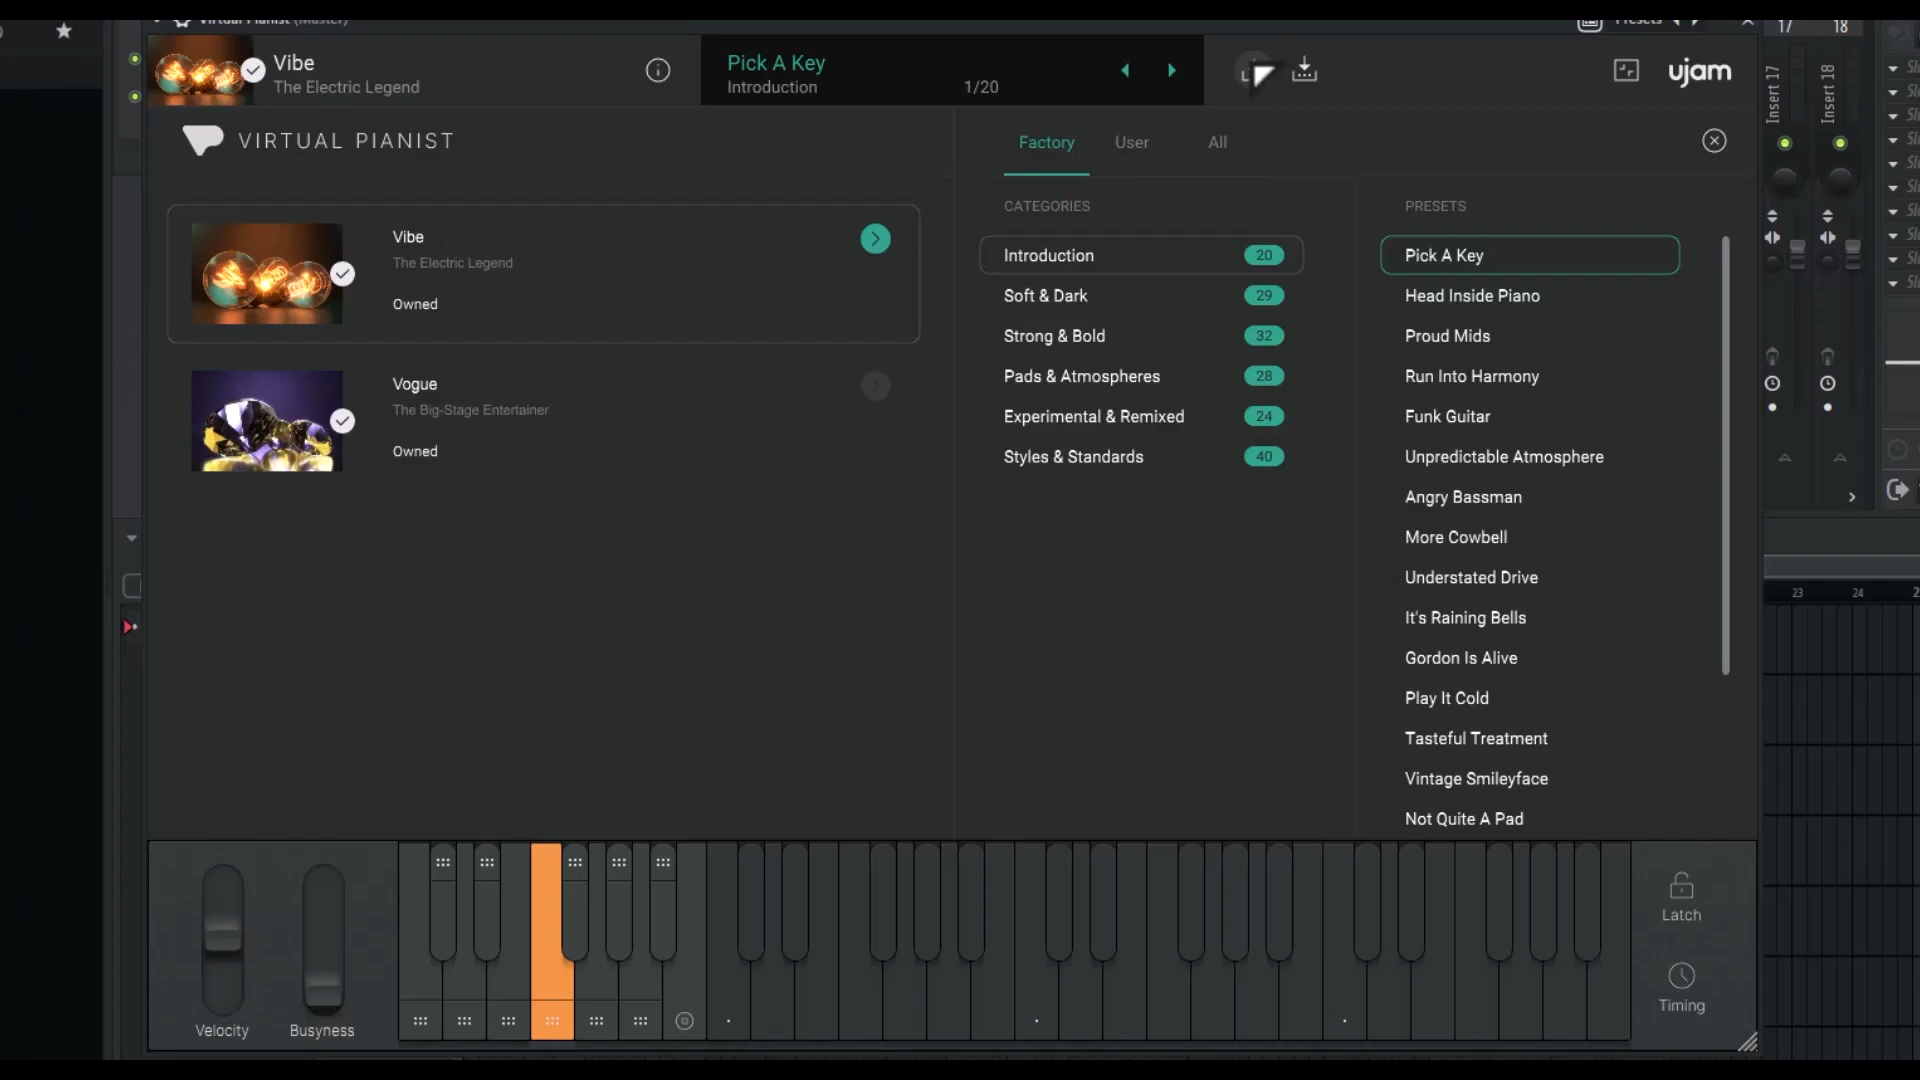 Virtual Pianist (Master)
Presets
17
18
Vibe
The Electric Legend
Pick A Key
Introduction
1/20
ujam
Insert 17
Insert 18
VIRTUAL PIANIST
Factory
User
All
CATEGORIES
PRESETS
Vibe
The Electric Legend
Owned
Introduction
20
Pick A Key
Soft & Dark
29
Head Inside Piano
Strong & Bold
32
Proud Mids
Vogue
The Big-Stage Entertainer
Owned
Pads & Atmospheres
28
Run Into Harmony
Experimental & Remixed
24
Funk Guitar
Styles & Standards
40
Unpredictable Atmosphere
Angry Bassman
More Cowbell
Understated Drive
It's Raining Bells
Gordon Is Alive
Play It Cold
Tasteful Treatment
Vintage Smileyface
Not Quite A Pad
23
24
Velocity
Busyness
Latch
Timing